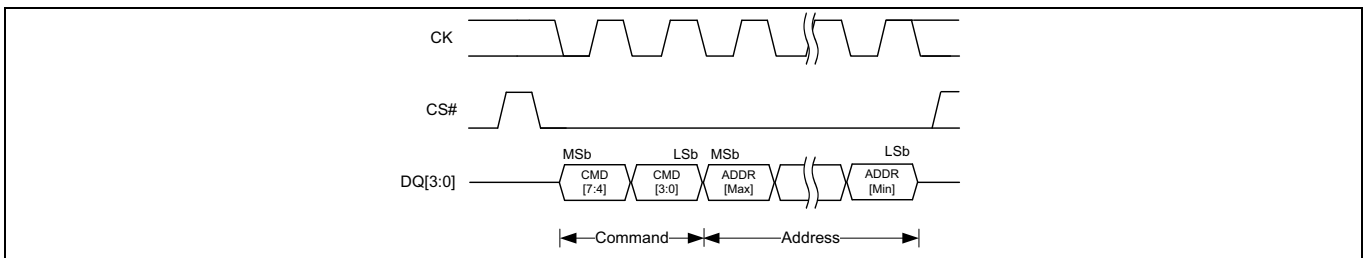 CK
CS#
MSb LSb MSb LSb
DQ[3:0] CMD CMD ADDR ADDR
[7:4] [3:0] [Max] [Min]
Command Address